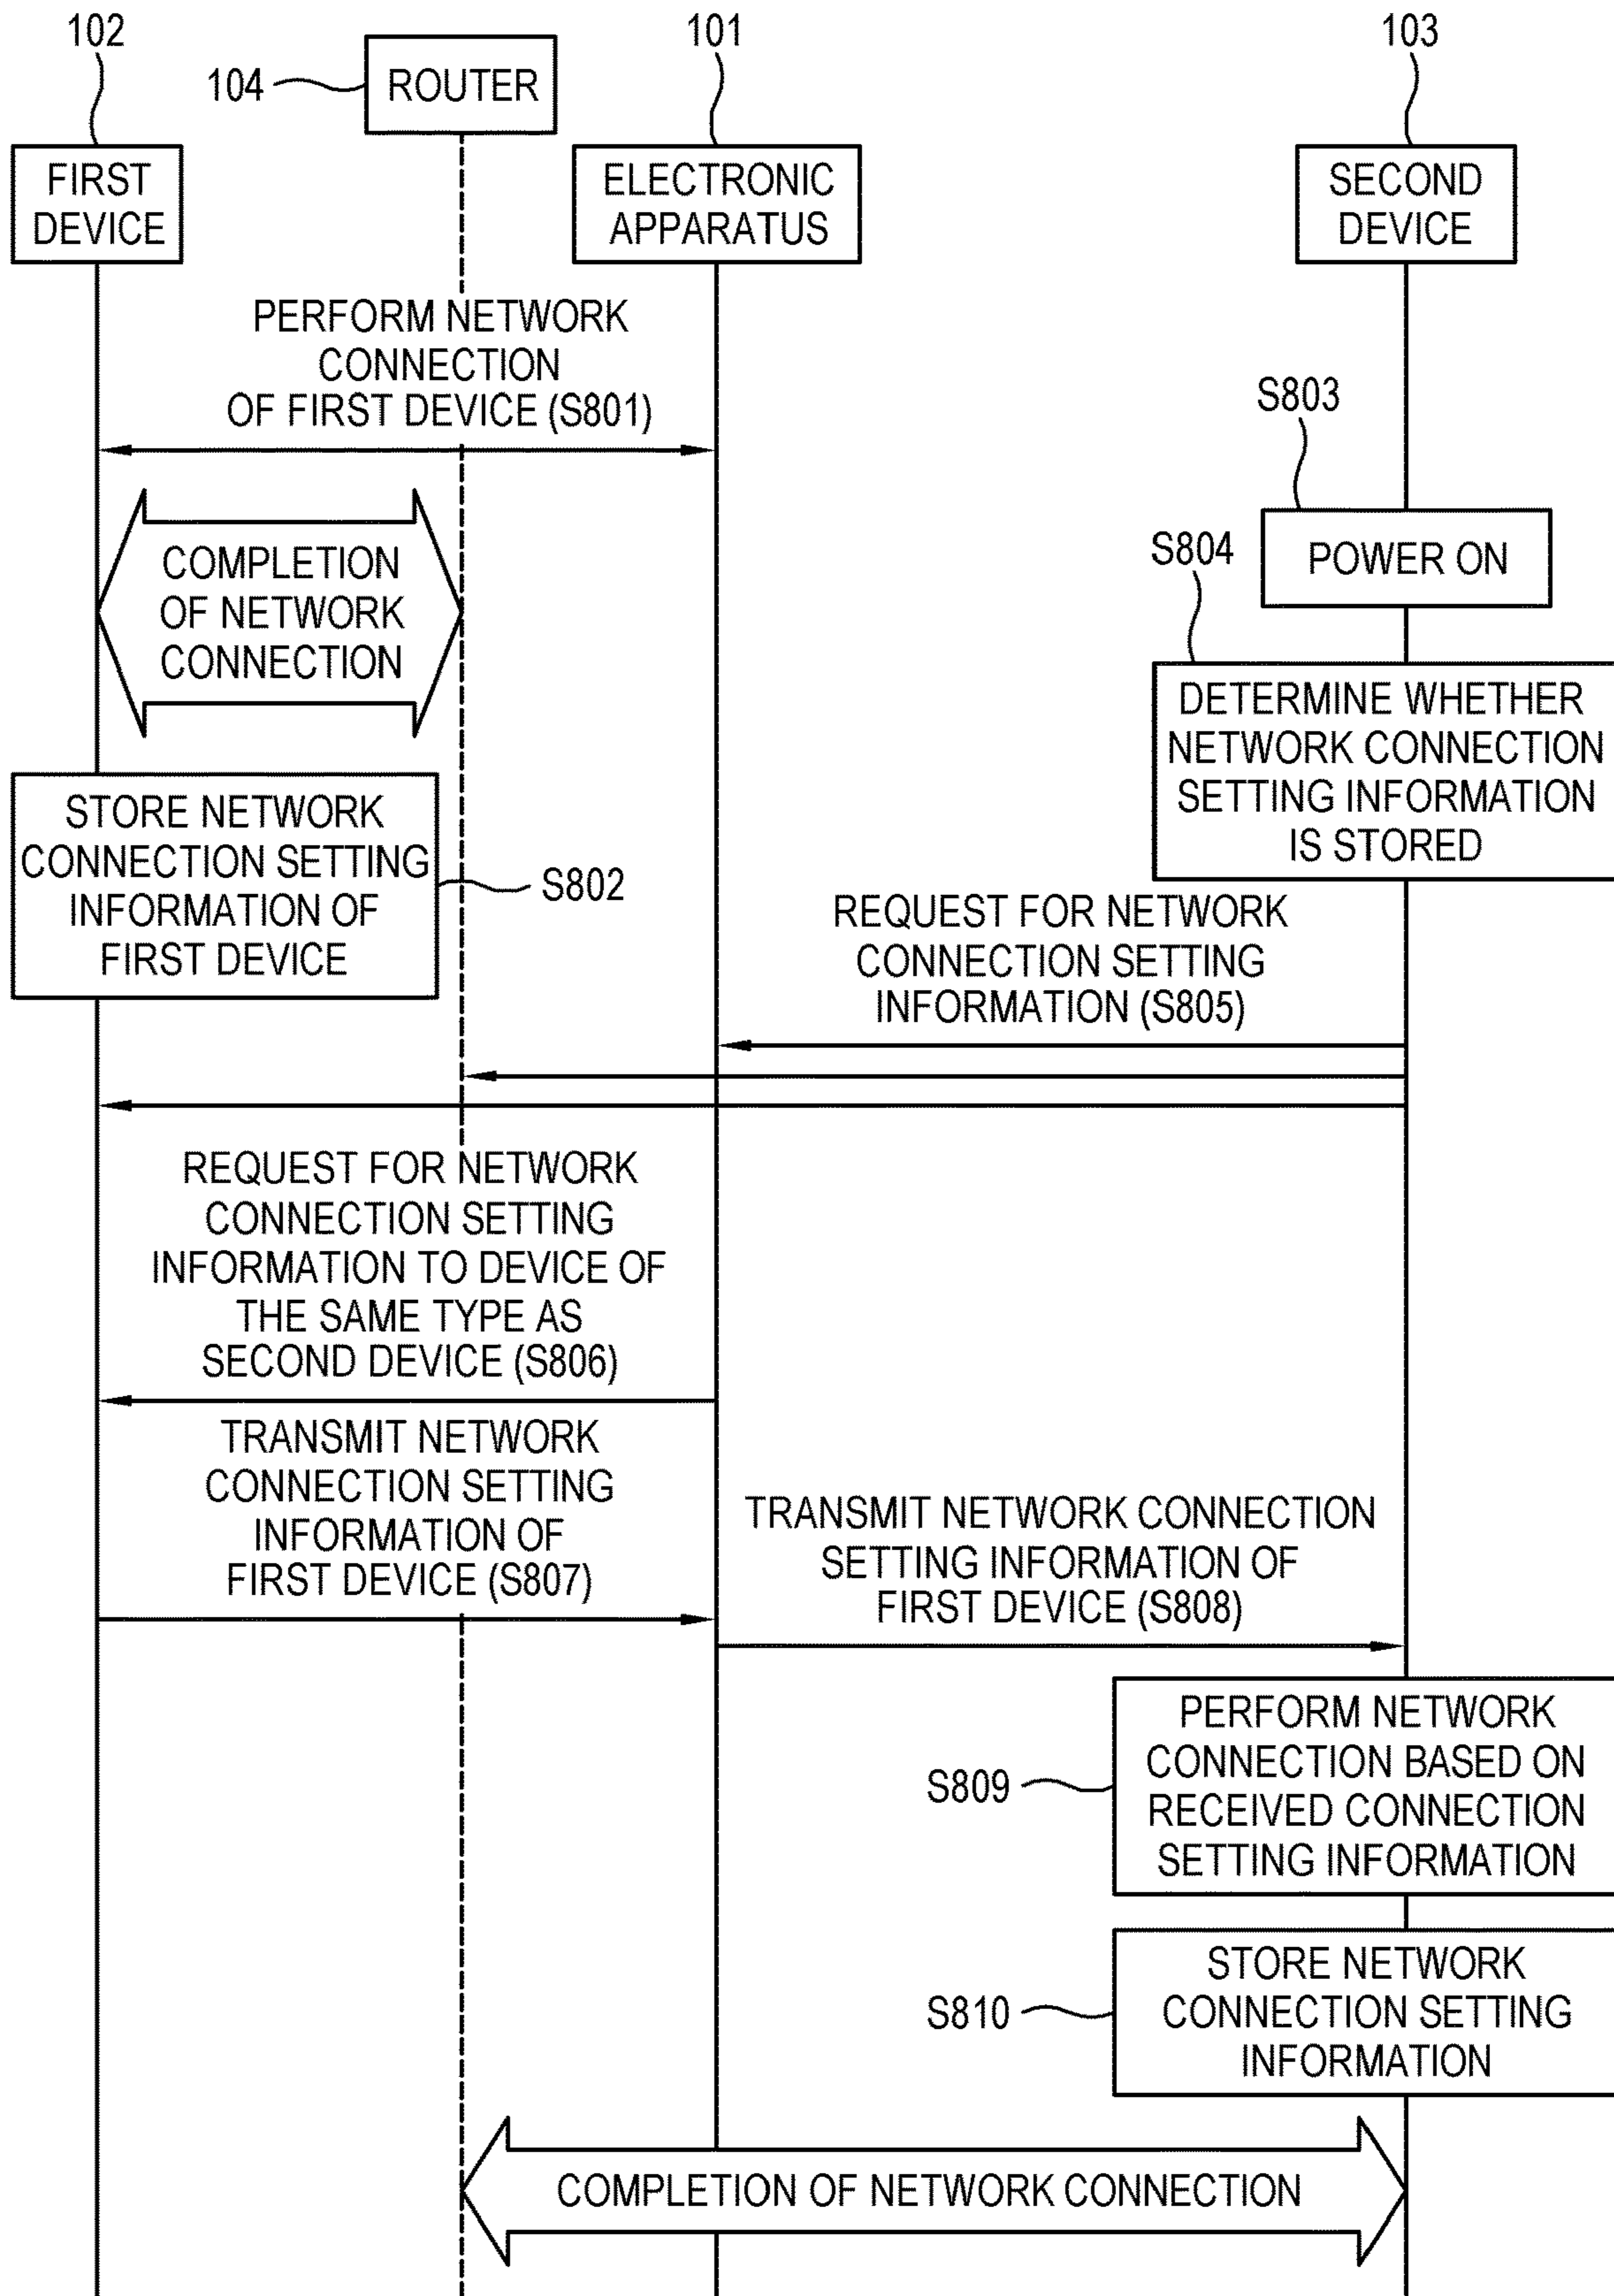 102
104
ROUTER
101
103
FIRST
DEVICE
ELECTRONIC
APPARATUS
SECOND
DEVICE
PERFORM NETWORK
CONNECTION
OF FIRST DEVICE (S801)
S803
POWER ON
COMPLETION
OF NETWORK
CONNECTION
S804
DETERMINE WHETHER
NETWORK CONNECTION
SETTING INFORMATION
IS STORED
STORE NETWORK
CONNECTION SETTING
INFORMATION OF
FIRST DEVICE
S802
REQUEST FOR NETWORK
CONNECTION SETTING
INFORMATION (S805)
REQUEST FOR NETWORK
CONNECTION SETTING
INFORMATION TO DEVICE OF
THE SAME TYPE AS
SECOND DEVICE (S806)
TRANSMIT NETWORK
CONNECTION SETTING
INFORMATION OF
FIRST DEVICE (S807)
TRANSMIT NETWORK CONNECTION
SETTING INFORMATION OF
FIRST DEVICE (S808)
S809
PERFORM NETWORK
CONNECTION BASED ON
RECEIVED CONNECTION
SETTING INFORMATION
S810
STORE NETWORK
CONNECTION SETTING
INFORMATION
COMPLETION OF NETWORK CONNECTION